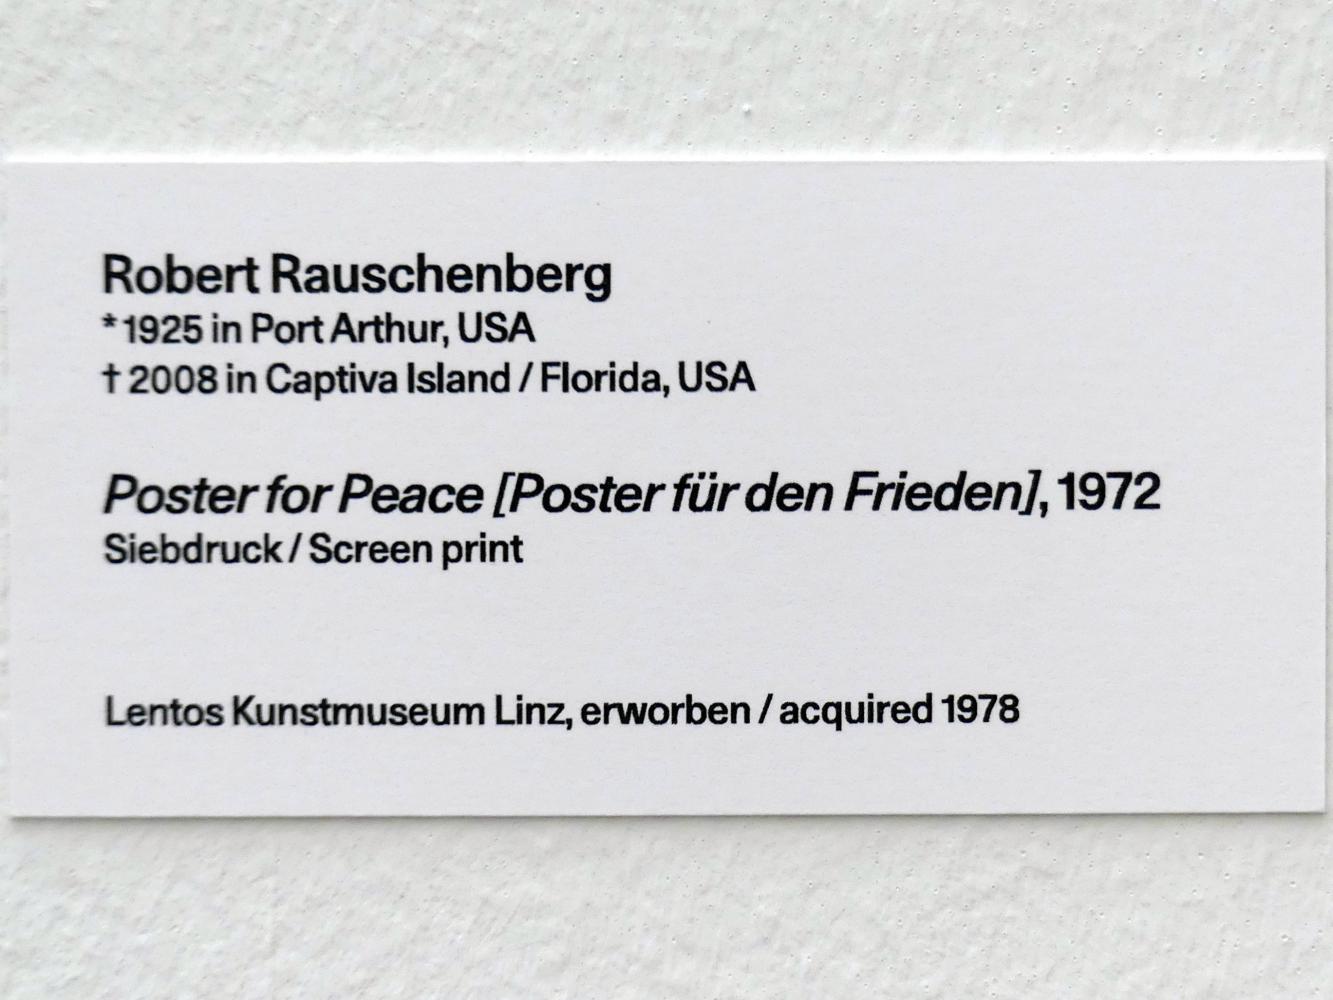 Robert Rauschenberg
* 1925 in Port Arthur, USA
† 2008 in Captiva Island / Florida, USA
Poster for Peace [Poster für den Frieden], 1972
Siebdruck / Screen print
Lentos Kunstmuseum Linz, erworben / acquired 1978